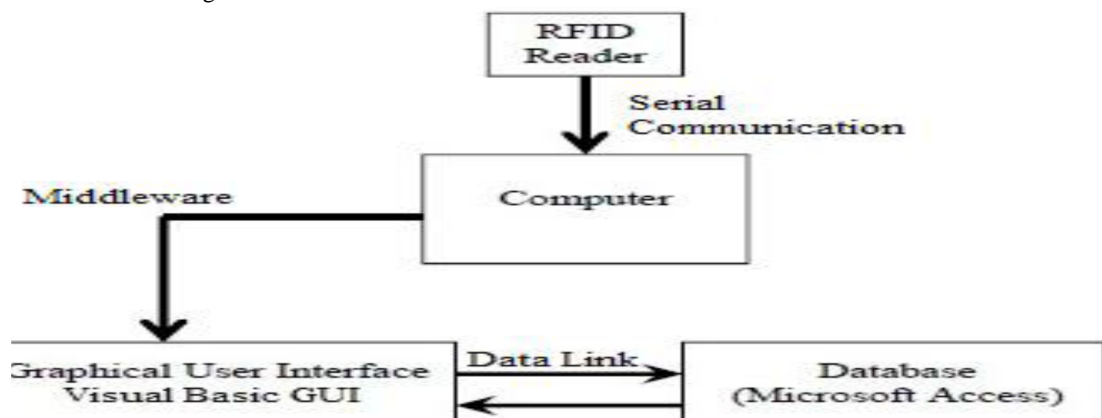 RFID
Reader
Serial
Communication
Computer
Middleware
Graphical User Interface
Visual Basic GUI
Data Link
Database
(Microsoft Access)